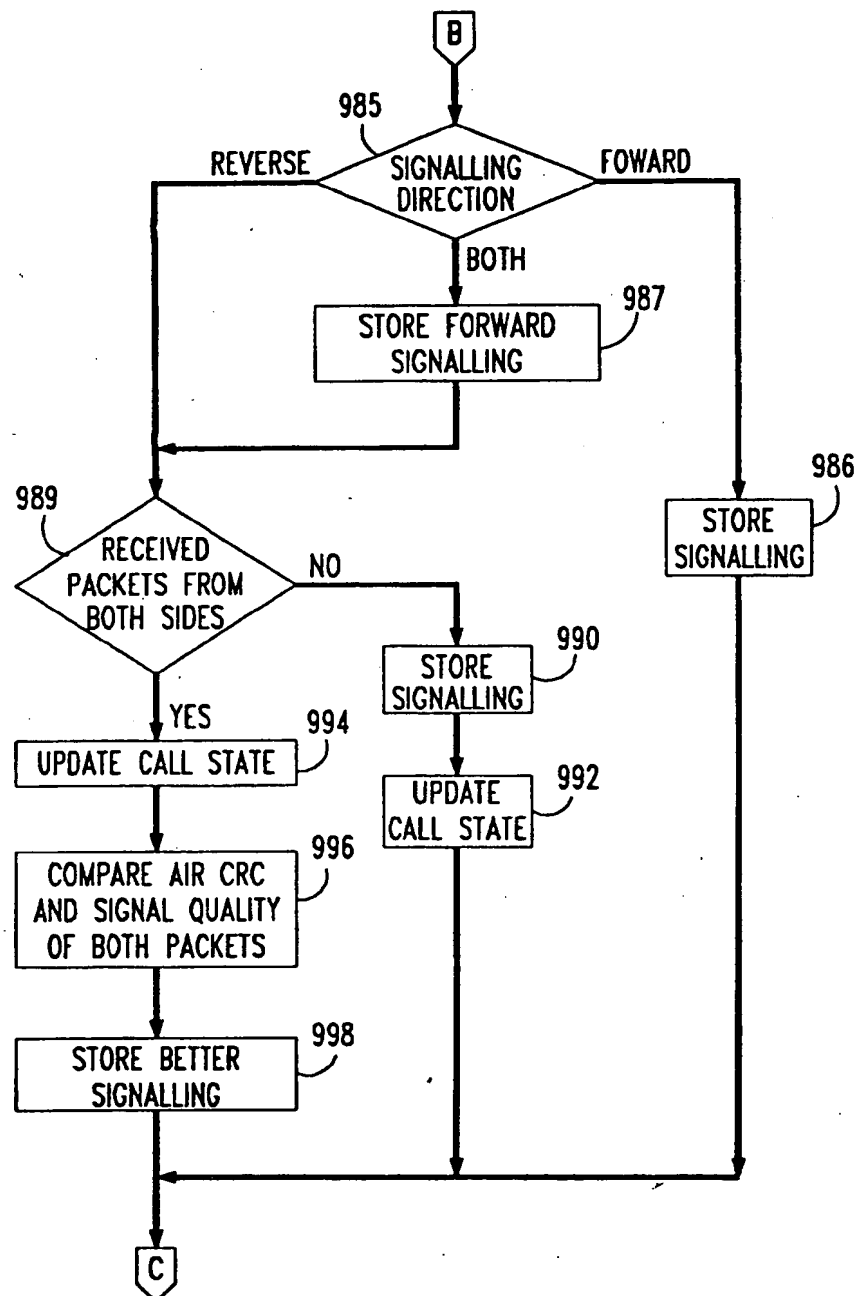 B
985
REVERSE
SIGNALLING
DIRECTION
FOWARD
BOTH
987
STORE FORWARD
SIGNALLING
986
STORE
SIGNALLING
989
RECEIVED
PACKETS FROM
BOTH SIDES
NO
990
STORE
SIGNALLING
YES
994
UPDATE CALL STATE
992
UPDATE
CALL STATE
996
COMPARE AIR CRC
AND SIGNAL QUALITY
OF BOTH PACKETS
998
STORE BETTER
SIGNALLING
C